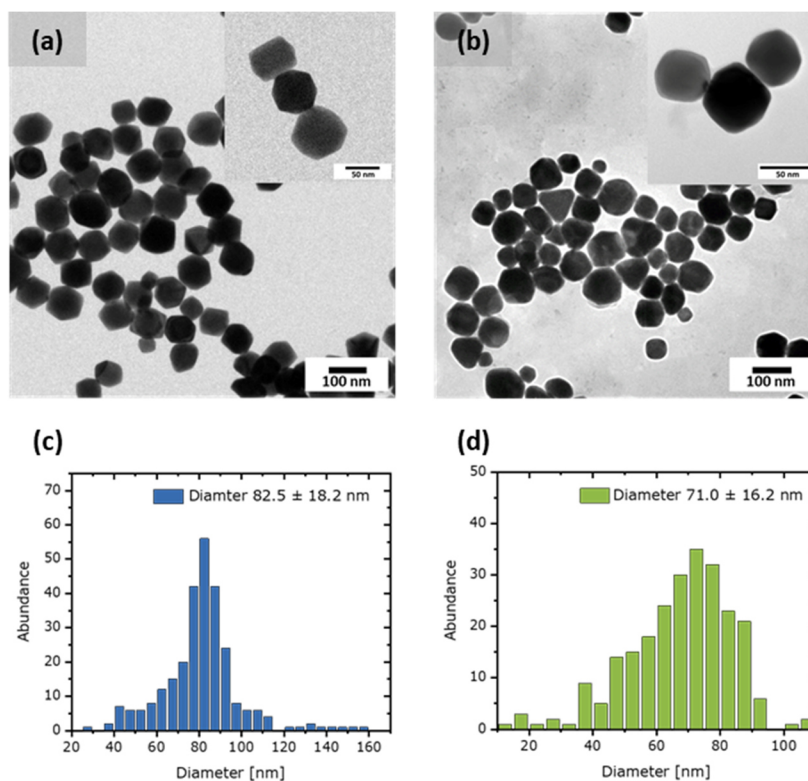 (a)
50 nm
100 nm
(b)
50 nm
100 nm
(c)
Diamter 82.5 ± 18.2 nm
Abundance
70
60
50
40
30
20
10
0
20 40 60 80 100 120 140 160
Diameter [nm]
(d)
Diameter 71.0 ± 16.2 nm
Abundance
50
40
30
20
10
0
20 40 60 80 100
Diameter [nm]